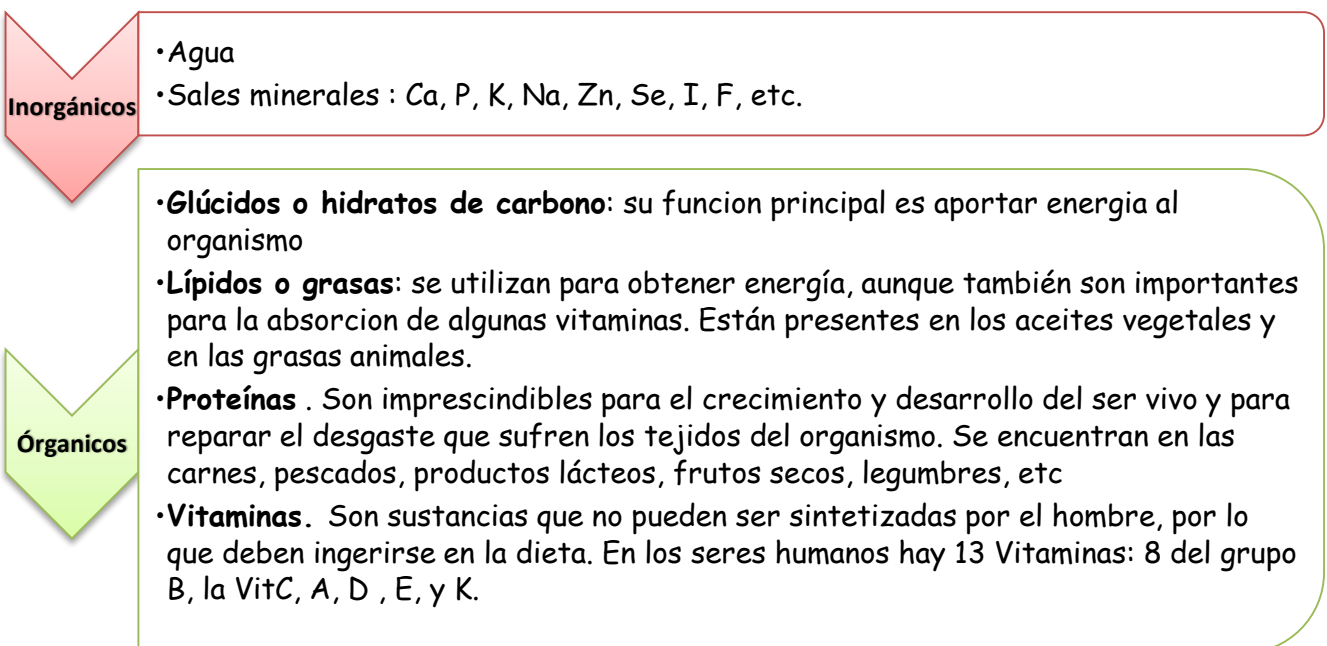 Inorgánicos
•Agua
•Sales minerales : Ca, P, K, Na, Zn, Se, I, F, etc.
Órganicos
•Glúcidos o hidratos de carbono: su funcion principal es aportar energia al
organismo
•Lípidos o grasas: se utilizan para obtener energía, aunque también son importantes
para la absorcion de algunas vitaminas. Están presentes en los aceites vegetales y
en las grasas animales.
•Proteínas . Son imprescindibles para el crecimiento y desarrollo del ser vivo y para
reparar el desgaste que sufren los tejidos del organismo. Se encuentran en las
carnes, pescados, productos lácteos, frutos secos, legumbres, etc
•Vitaminas. Son sustancias que no pueden ser sintetizadas por el hombre, por lo
que deben ingerirse en la dieta. En los seres humanos hay 13 Vitaminas: 8 del grupo
B, la VitC, A, D , E, y K.